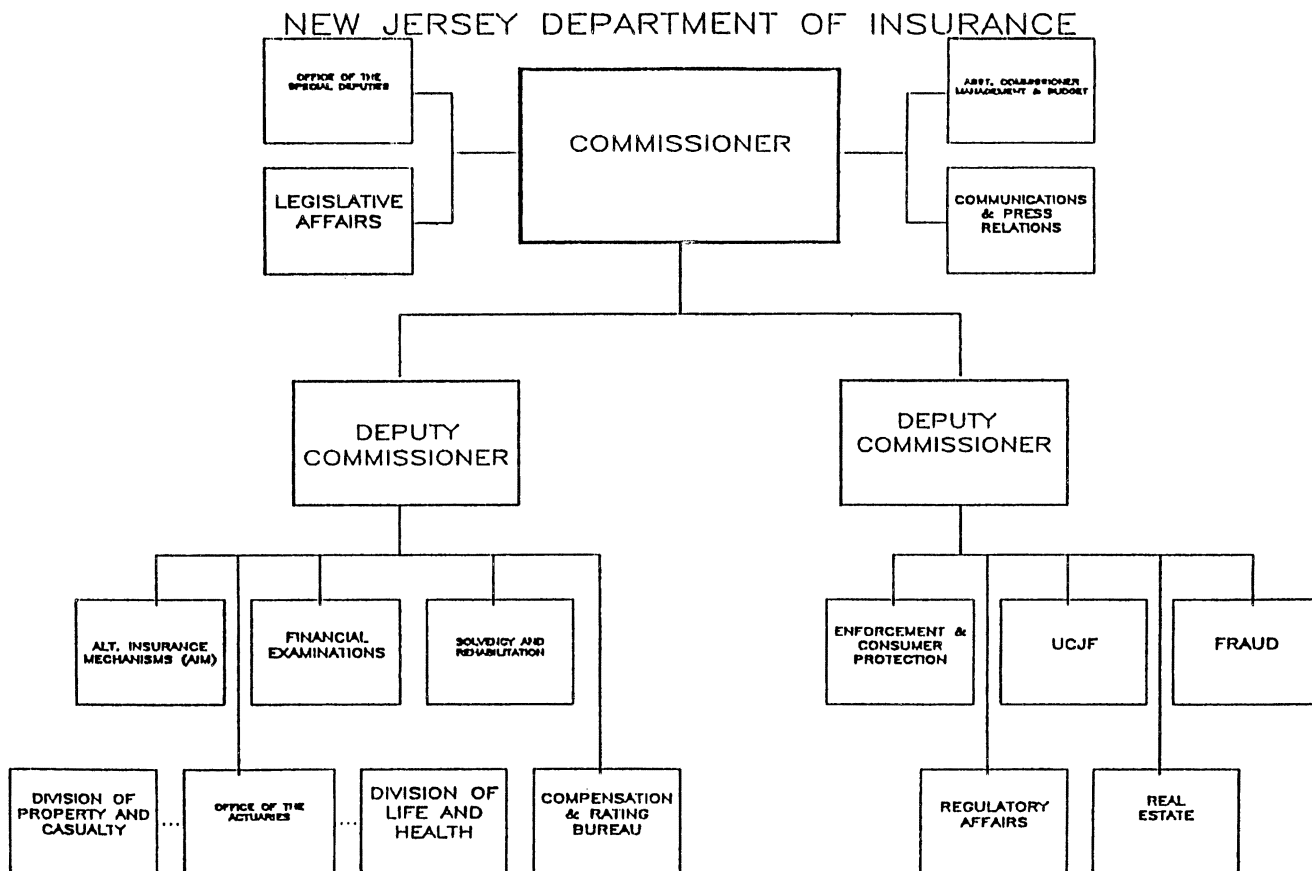 NEW JERSEY DEPARTMENT OF INSURANCE
OFFICE OF THE
SPECIAL DEPUTIES
COMMISSIONER
ASST. COMMISSIONER
MANAGEMENT & BUDGET
LEGISLATIVE
AFFAIRS
COMMUNICATIONS
& PRESS
RELATIONS
DEPUTY
COMMISSIONER
DEPUTY
COMMISSIONER
ALT. INSURANCE
MECHANISMS (AIM)
FINANCIAL
EXAMINATIONS
SOLVENCY AND
REHABILITATION
ENFORCEMENT &
CONSUMER
PROTECTION
UCJF
FRAUD
DIVISION OF
PROPERTY AND
CASUALTY
...
OFFICE OF THE
ACTUARIES
...
DIVISION OF
LIFE AND
HEALTH
COMPENSATION
& RATING
BUREAU
REGULATORY
AFFAIRS
REAL
ESTATE